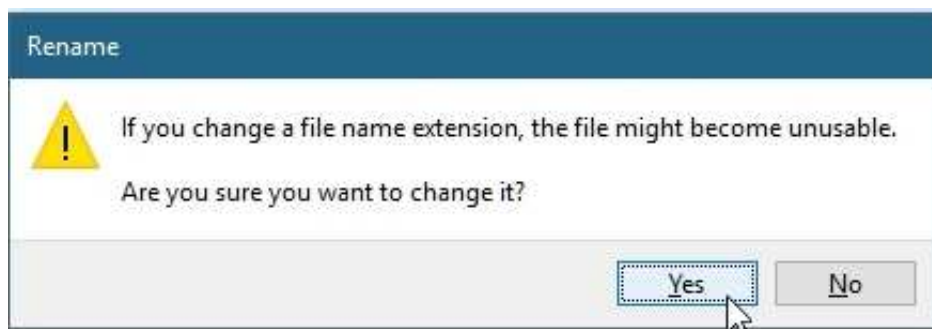 Rename
If you change a file name extension, the file might become unusable.
Are you sure you want to change it?
Yes
No